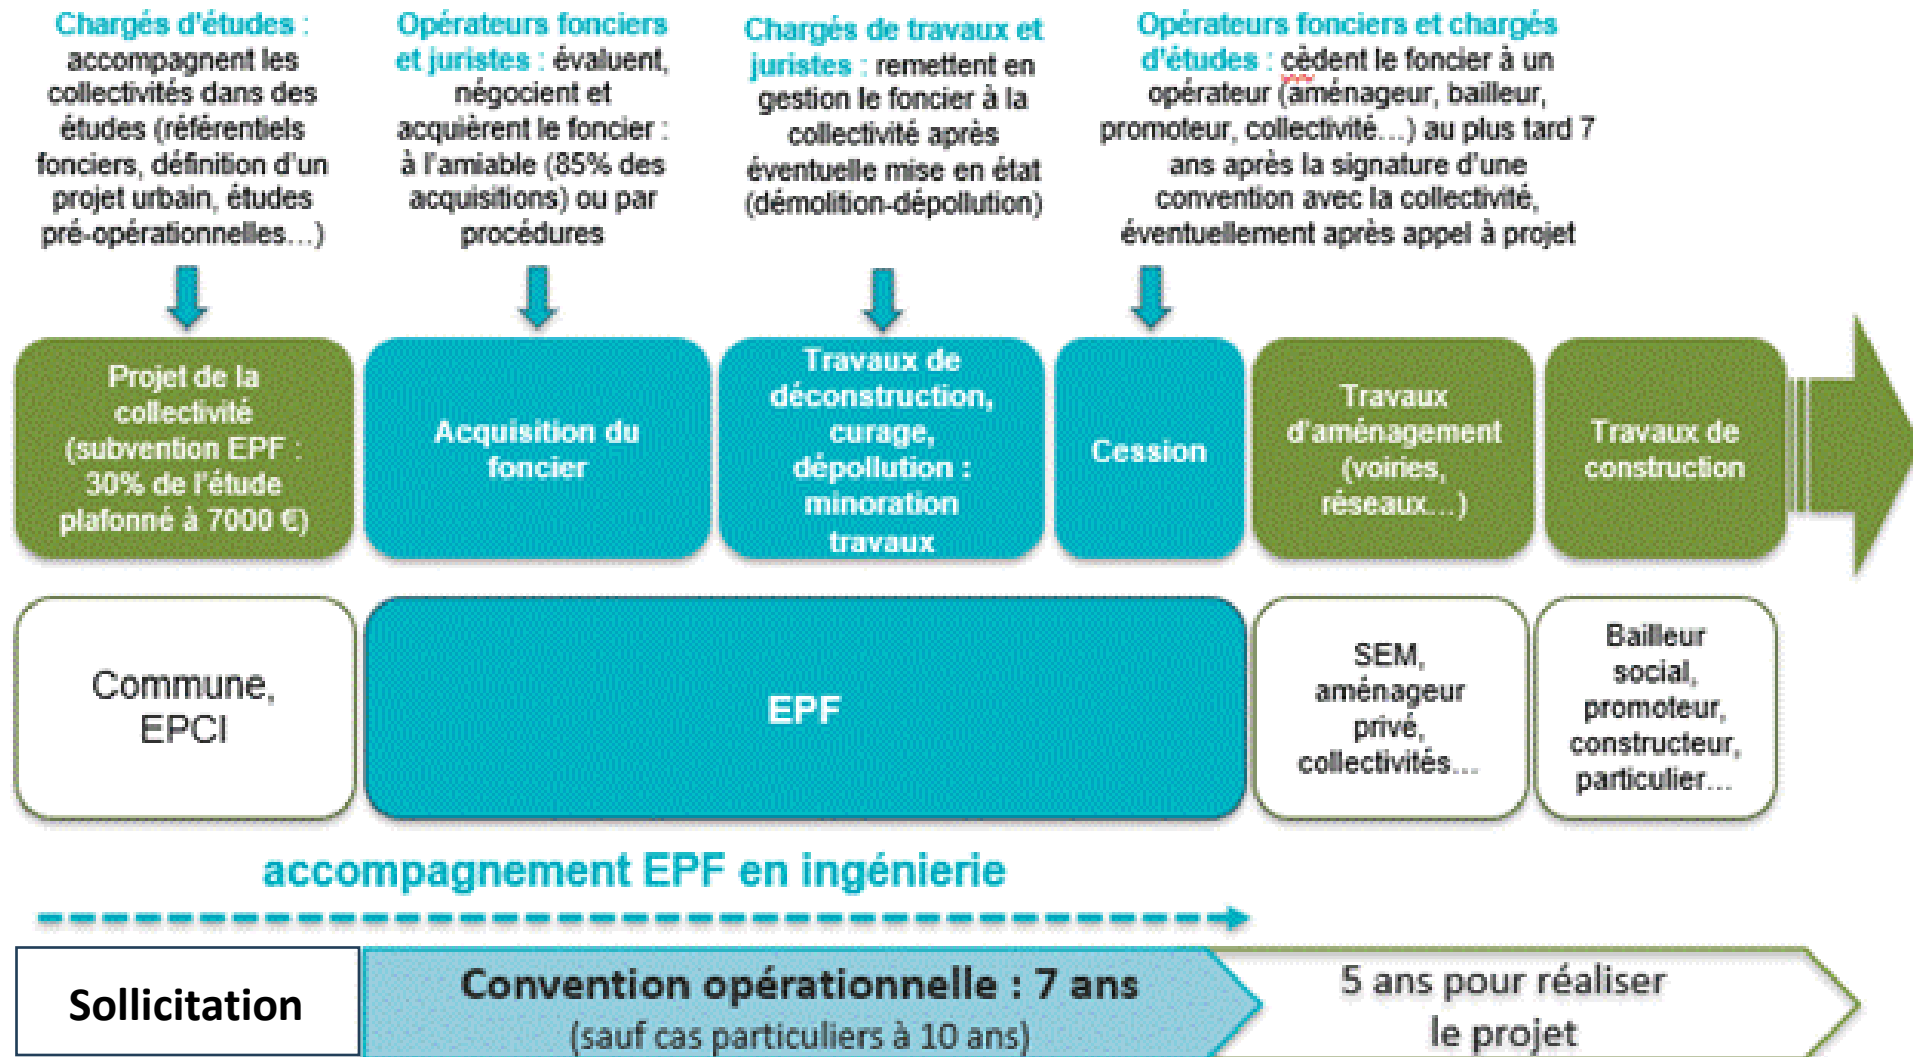 Chargés d'études :
accompagnent les
collectivités dans des
études (référentiels
fonciers, définition d'un
projet urbain, études
pré-opérationnelles…)
Opérateurs fonciers
et juristes : évaluent,
négocient et
acquièrent le foncier :
à l'amiable (85% des
acquisitions) ou par
procédures
Chargés de travaux et
juristes : remettent en
gestion le foncier à la
collectivité après
éventuelle mise en état
(démolition-dépollution)
Opérateurs fonciers et chargés
d'études : cèdent le foncier à un
opérateur (aménageur, bailleur,
promoteur, collectivité…) au plus tard 7
ans après la signature d'une
convention avec la collectivité,
éventuellement après appel à projet
Projet de la
collectivité
(subvention EPF :
30% de l'étude
plafonné à 7000 €)
Acquisition du
foncier
Travaux de
déconstruction,
curage,
dépollution :
minoration
travaux
Cession
Travaux
d'aménagement
(voiries,
réseaux…)
Travaux de
construction
Commune,
EPCI
EPF
SEM,
aménageur
privé,
collectivités…
Bailleur
social,
promoteur,
constructeur,
particulier…
accompagnement EPF en ingénierie
Sollicitation
Convention opérationnelle : 7 ans
(sauf cas particuliers à 10 ans)
5 ans pour réaliser
le projet